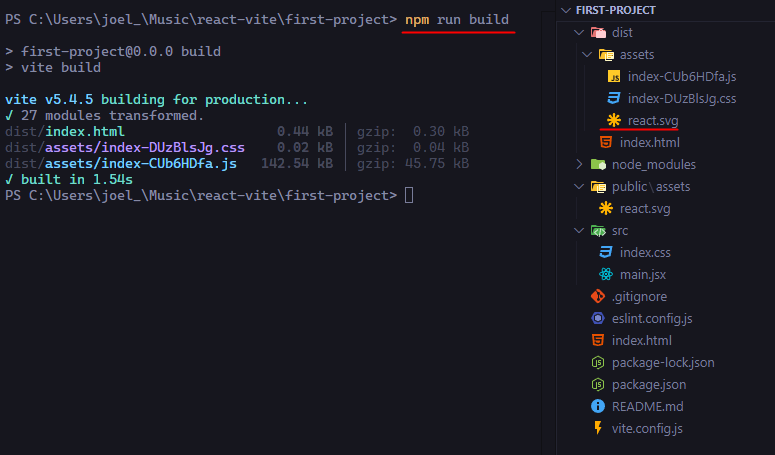 PS C:\Users\joel_\Music\react-vite\first-project> npm run build
> first-project@0.0.0 build
> vite build
vite v5.4.5 building for production...
✓ 27 modules transformed.
dist/index.html                   0.44 kB │ gzip:  0.30 kB
dist/assets/index-DUzBlsJg.css    0.02 kB │ gzip:  0.04 kB
dist/assets/index-CUb6HDfa.js   142.54 kB │ gzip: 45.75 kB
✓ built in 1.54s
PS C:\Users\joel_\Music\react-vite\first-project>
FIRST-PROJECT
dist
assets
JS index-CUb6HDfa.js
index-DUzBlsJg.css
react.svg
index.html
node_modules
public\assets
react.svg
src
index.css
main.jsx
.gitignore
eslint.config.js
index.html
package-lock.json
package.json
README.md
vite.config.js